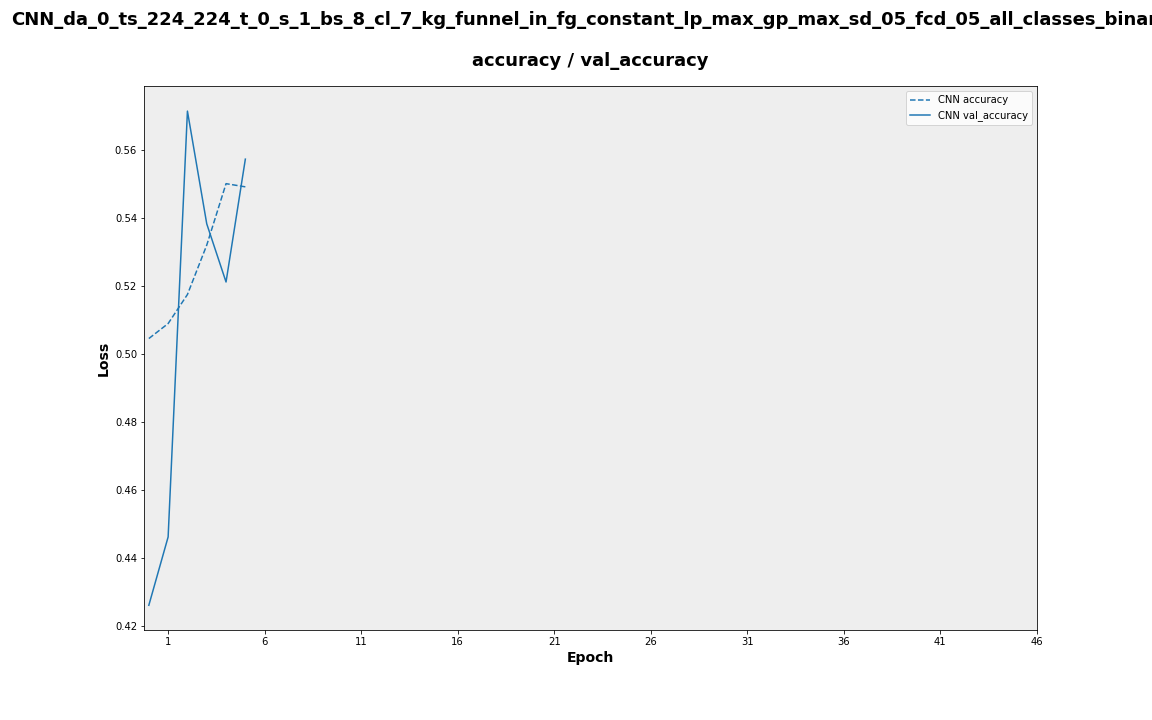 CNN_da_0_ts_224_224_t_0_s_1_bs_8_cl_7_kg_funnel_in_fg_constant_lp_max_gp_max_sd_05_fcd_05_all_classes_binar
accuracy / val_accuracy
CNN accuracy
CNN val_accuracy
0.56
0.54
0.52
0.50
0.48
0.46
0.44
0.42
Loss
1 6 11 16 21 26 31 36 41 46
Epoch